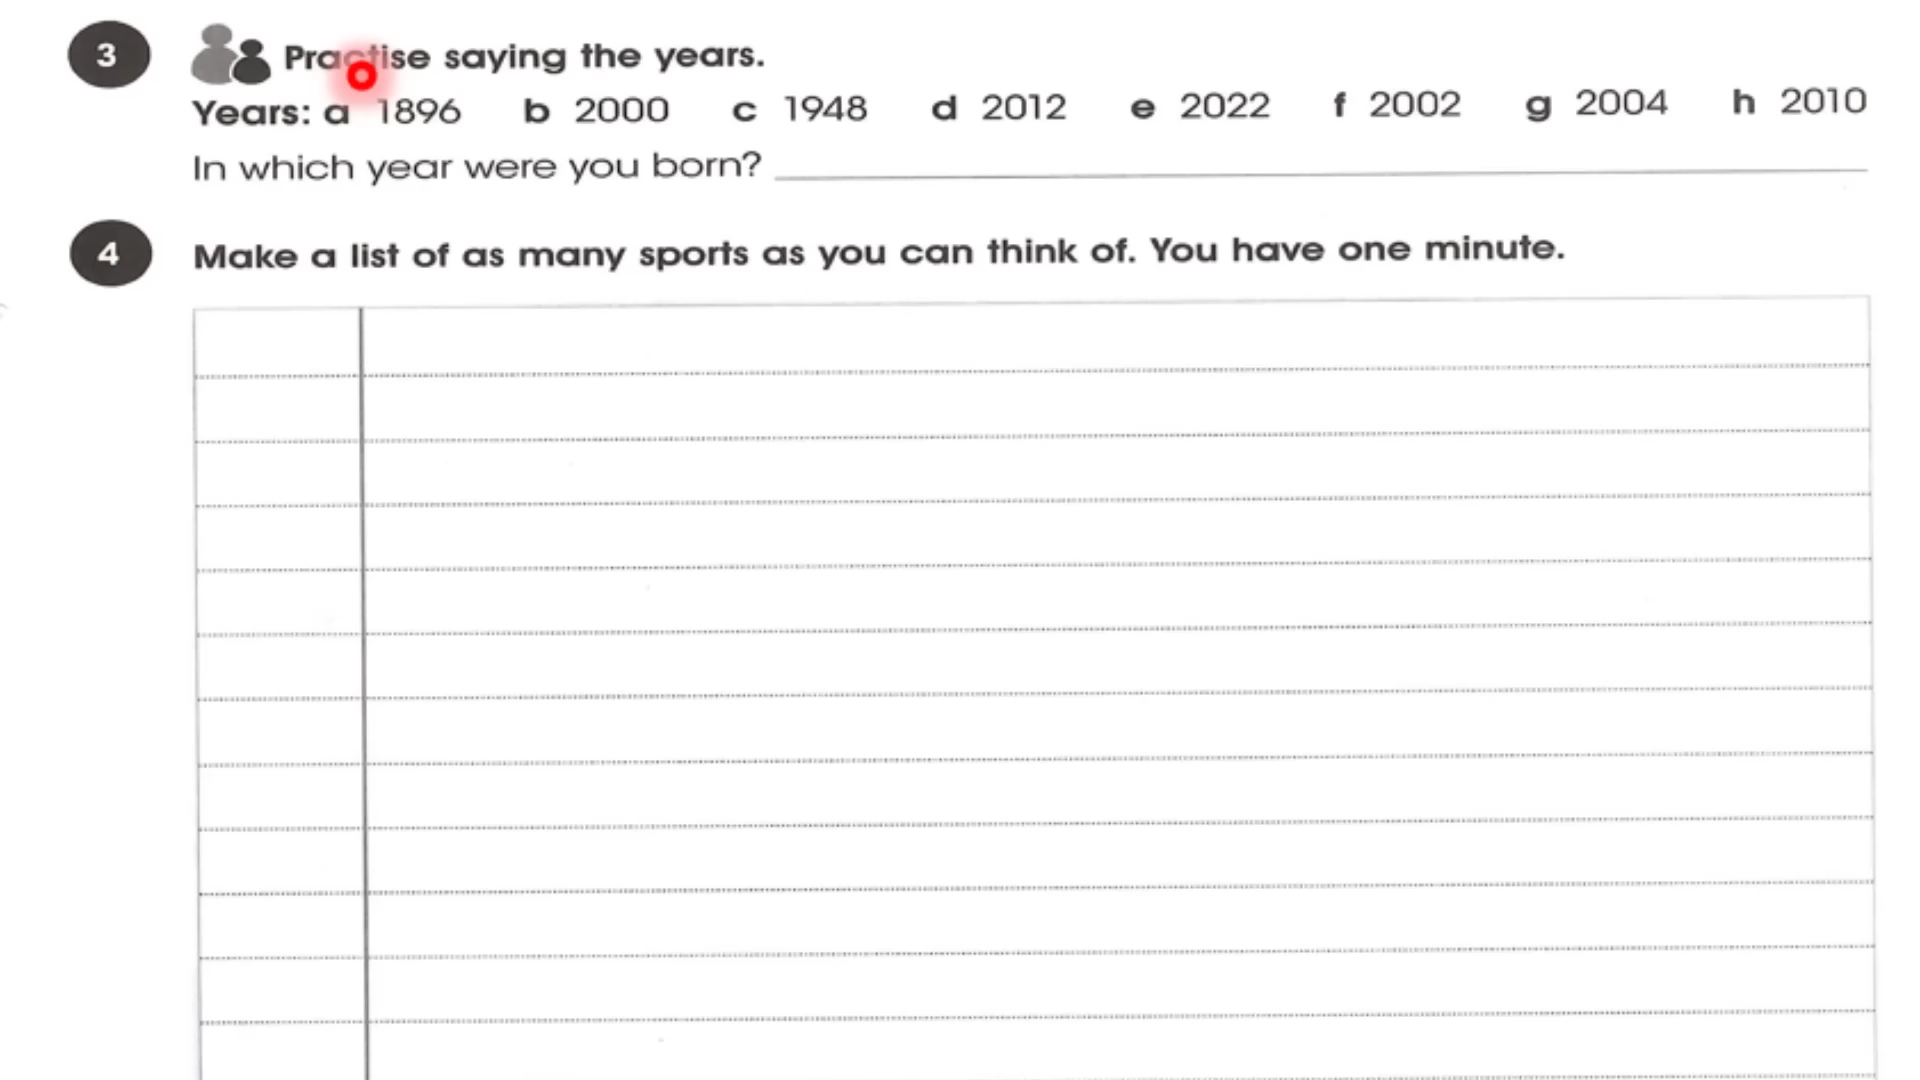 3 Practise saying the years.
Years: a 1896 b 2000 c 1948 d 2012 e 2022 f 2002 g 2004 h 2010
In which year were you born?
4 Make a list of as many sports as you can think of. You have one minute.